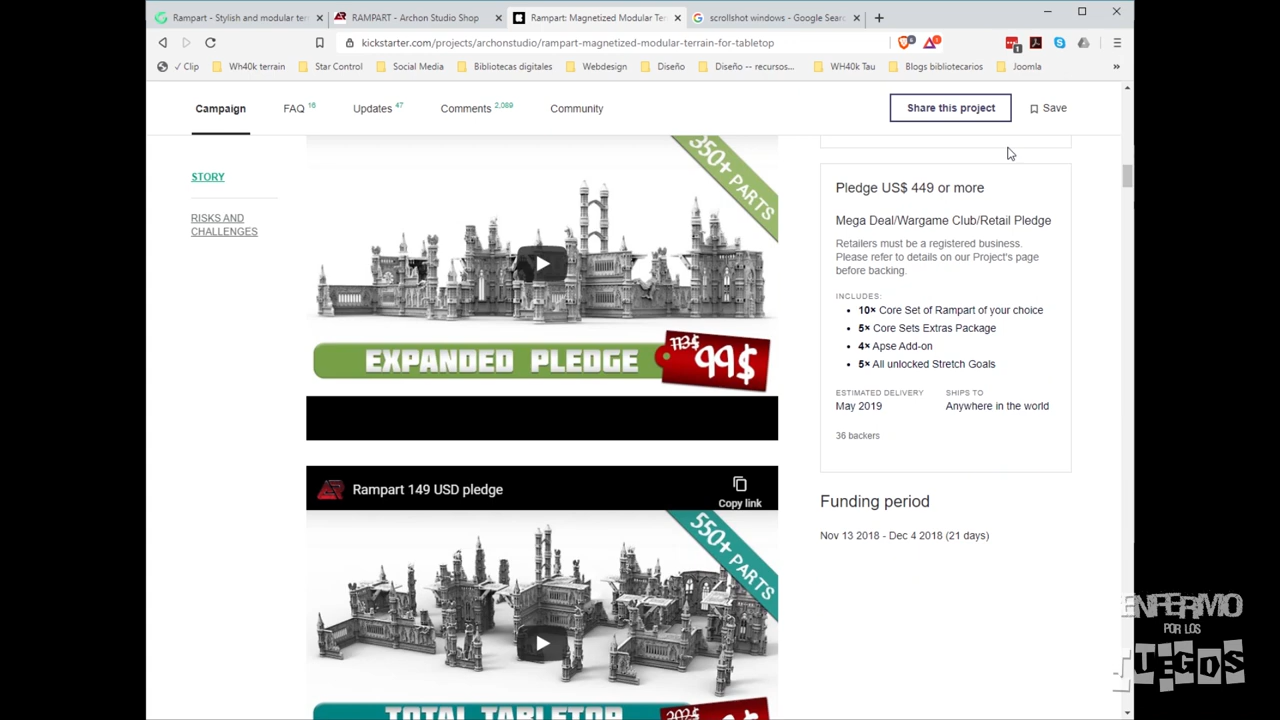 Rampart - Stylish and modular ter
RAMPART - Archon Studio Shop
Rampart: Magnetized Modular Ter
scrollshot windows - Google Searc
kickstarter.com/projects/archonstudio/rampart-magnetized-modular-terrain-for-tabletop
✓ Clip
Wh40k terrain
Star Control
Social Media
Bibliotecas digitales
Webdesign
Diseño
Diseño -- recursos...
WH40k Tau
Blogs bibliotecarios
Joomla
»
Campaign
FAQ 16
Updates 47
Comments 2,089
Community
Share this project
Save
STORY
RISKS AND
CHALLENGES
350+ PARTS
EXPANDED PLEDGE
113$
99$
Rampart 149 USD pledge
Copy link
550+ PARTS
TOTAL TABLETOP
Pledge US$ 449 or more
Mega Deal/Wargame Club/Retail Pledge
Retailers must be a registered business.
Please refer to details on our Project's page
before backing.
INCLUDES:
10× Core Set of Rampart of your choice
5× Core Sets Extras Package
4× Apse Add-on
5× All unlocked Stretch Goals
ESTIMATED DELIVERY
SHIPS TO
May 2019
Anywhere in the world
36 backers
Funding period
Nov 13 2018 - Dec 4 2018 (21 days)
ENFERMO
POR LOS
JUEGOS